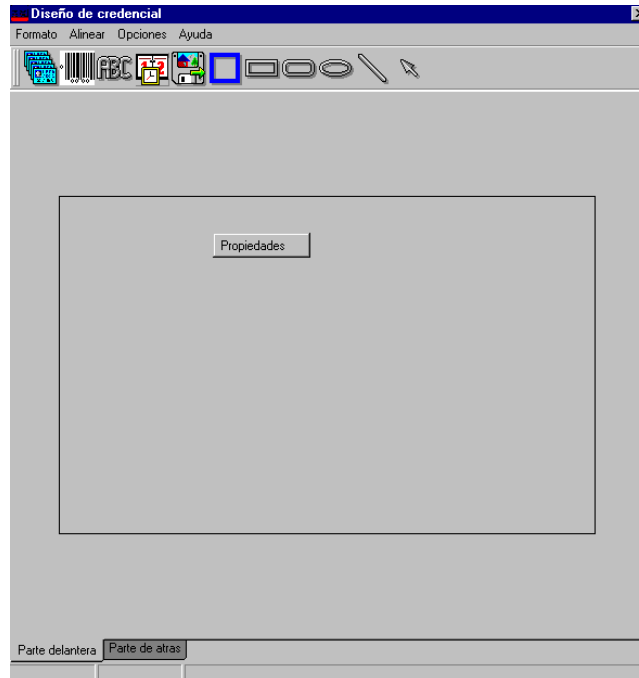 Diseño de credencial
Formato Alinear Opciones Ayuda
ABC
Propiedades
Parte delantera Parte de atras